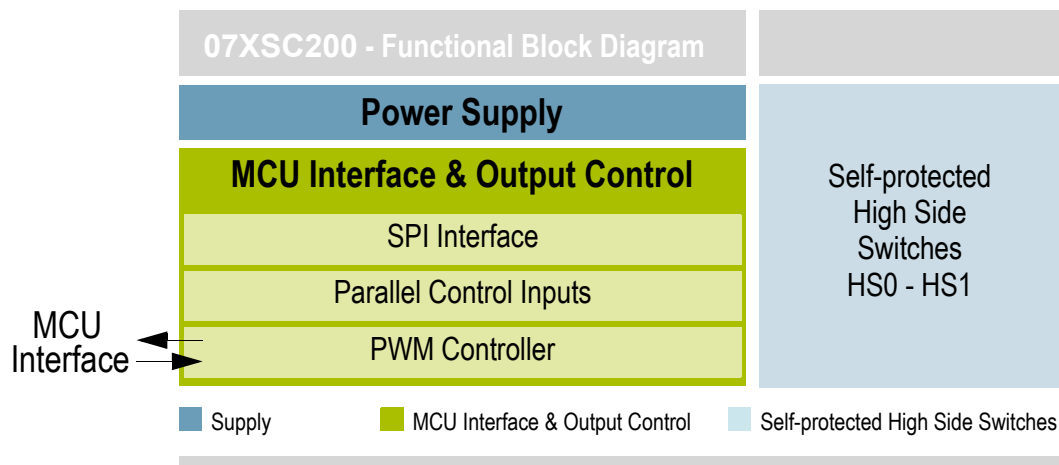 07XSC200 - Functional Block Diagram
Power Supply
MCU Interface & Output Control
SPI Interface
Parallel Control Inputs
PWM Controller
MCU
Interface
Self-protected
High Side
Switches
HS0 - HS1
Supply
MCU Interface & Output Control
Self-protected High Side Switches